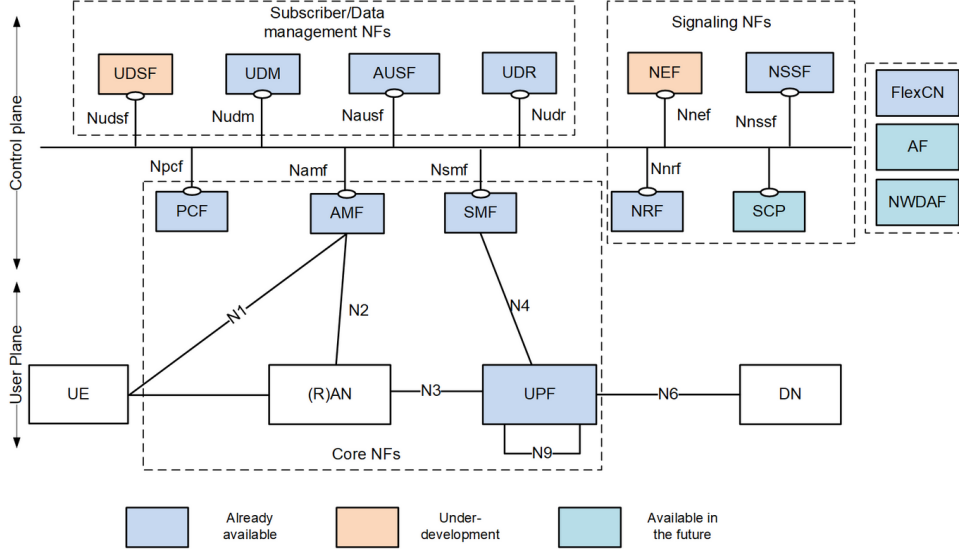 Subscriber/Data
management NFs
Signaling NFs
UDSF
UDM
AUSF
UDR
NEF
NSSF
FlexCN
Nudsf
Nudm
Nausf
Nudr
Nnef
Nnssf
AF
Control plane
Npcf
Namf
Nsmf
Nnrf
NWDAF
PCF
AMF
SMF
NRF
SCP
N1
N2
N4
User Plane
UE
(R)AN
N3
UPF
N6
DN
N9
Core NFs
Already
available
Under-
development
Available in
the future